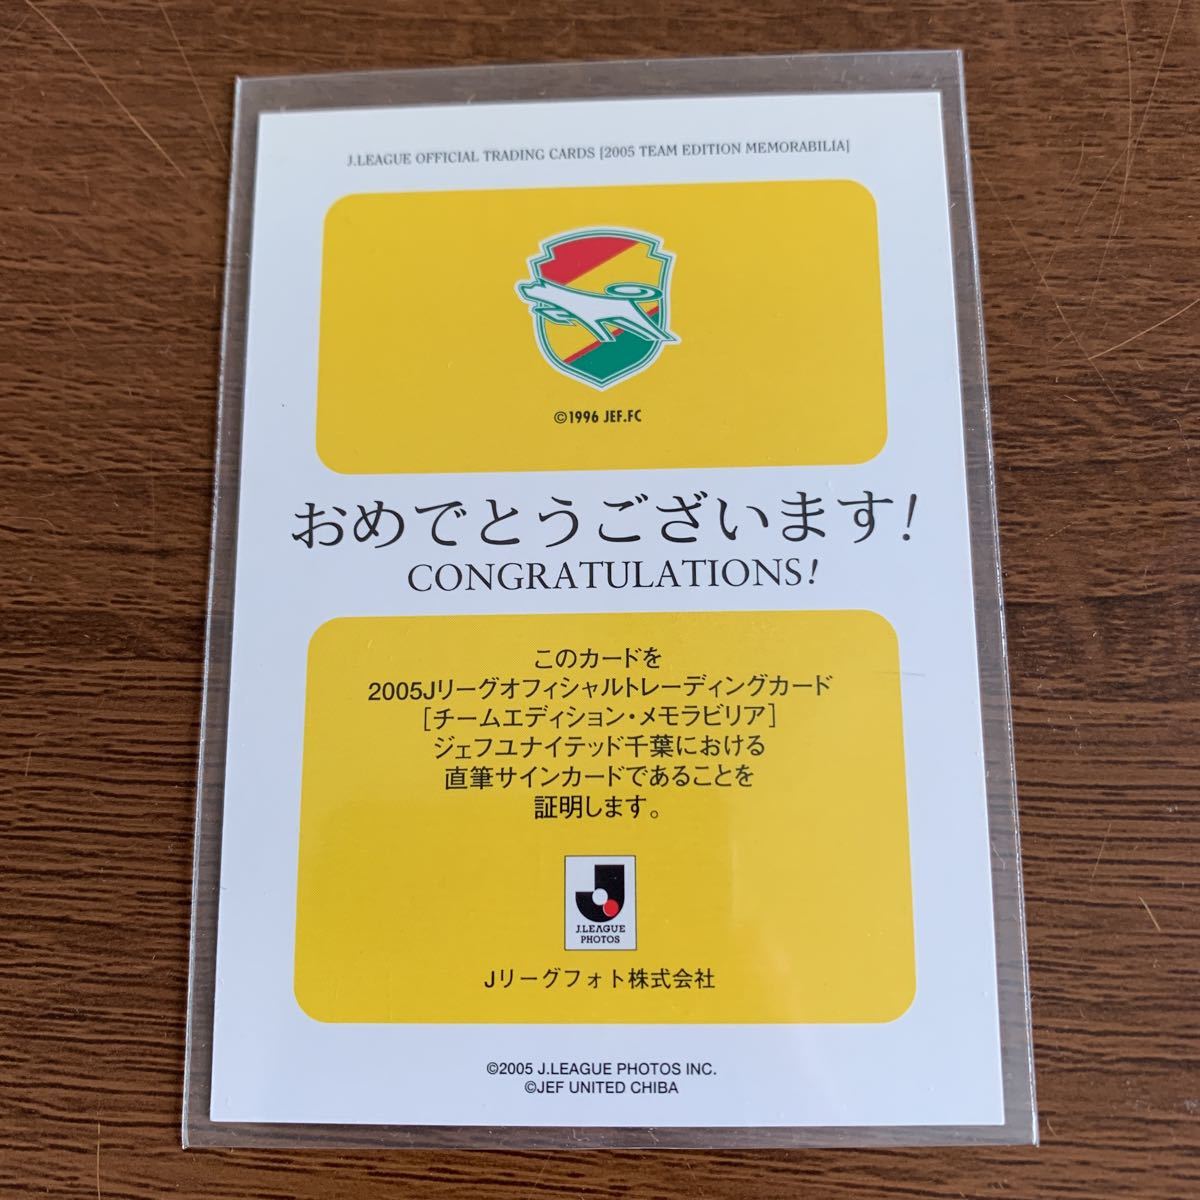 J.LEAGUE OFFICIAL TRADING CARDS [2005 TEAM EDITION MEMORABILIA]
©1996 JEF.FC
おめでとうございます!
CONGRATULATIONS!
このカードを
2005Jリーグオフィシャルトレーディングカード
[チームエディション・メモラビリア]
ジェフユナイテッド千葉における
直筆サインカードであることを
証明します。
J.LEAGUE
PHOTOS
Jリーグフォト株式会社
©2005 J.LEAGUE PHOTOS INC.
©JEF UNITED CHIBA